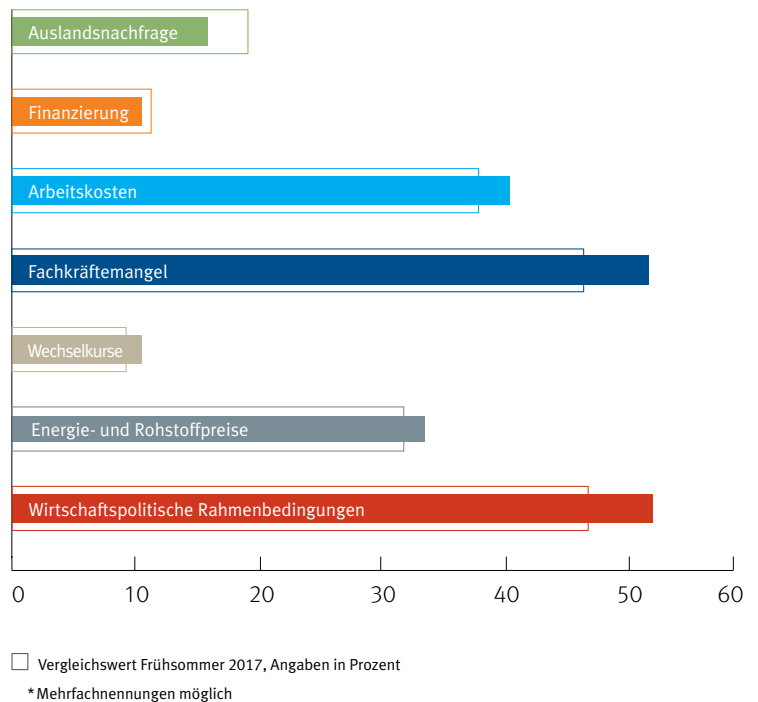 Auslandsnachfrage
Finanzierung
Arbeitskosten
Fachkräftemangel
Wechselkurse
Energie- und Rohstoffpreise
Wirtschaftspolitische Rahmenbedingungen
0 10 20 30 40 50 60
Vergleichswert Frühsommer 2017, Angaben in Prozent
* Mehrfachnennungen möglich